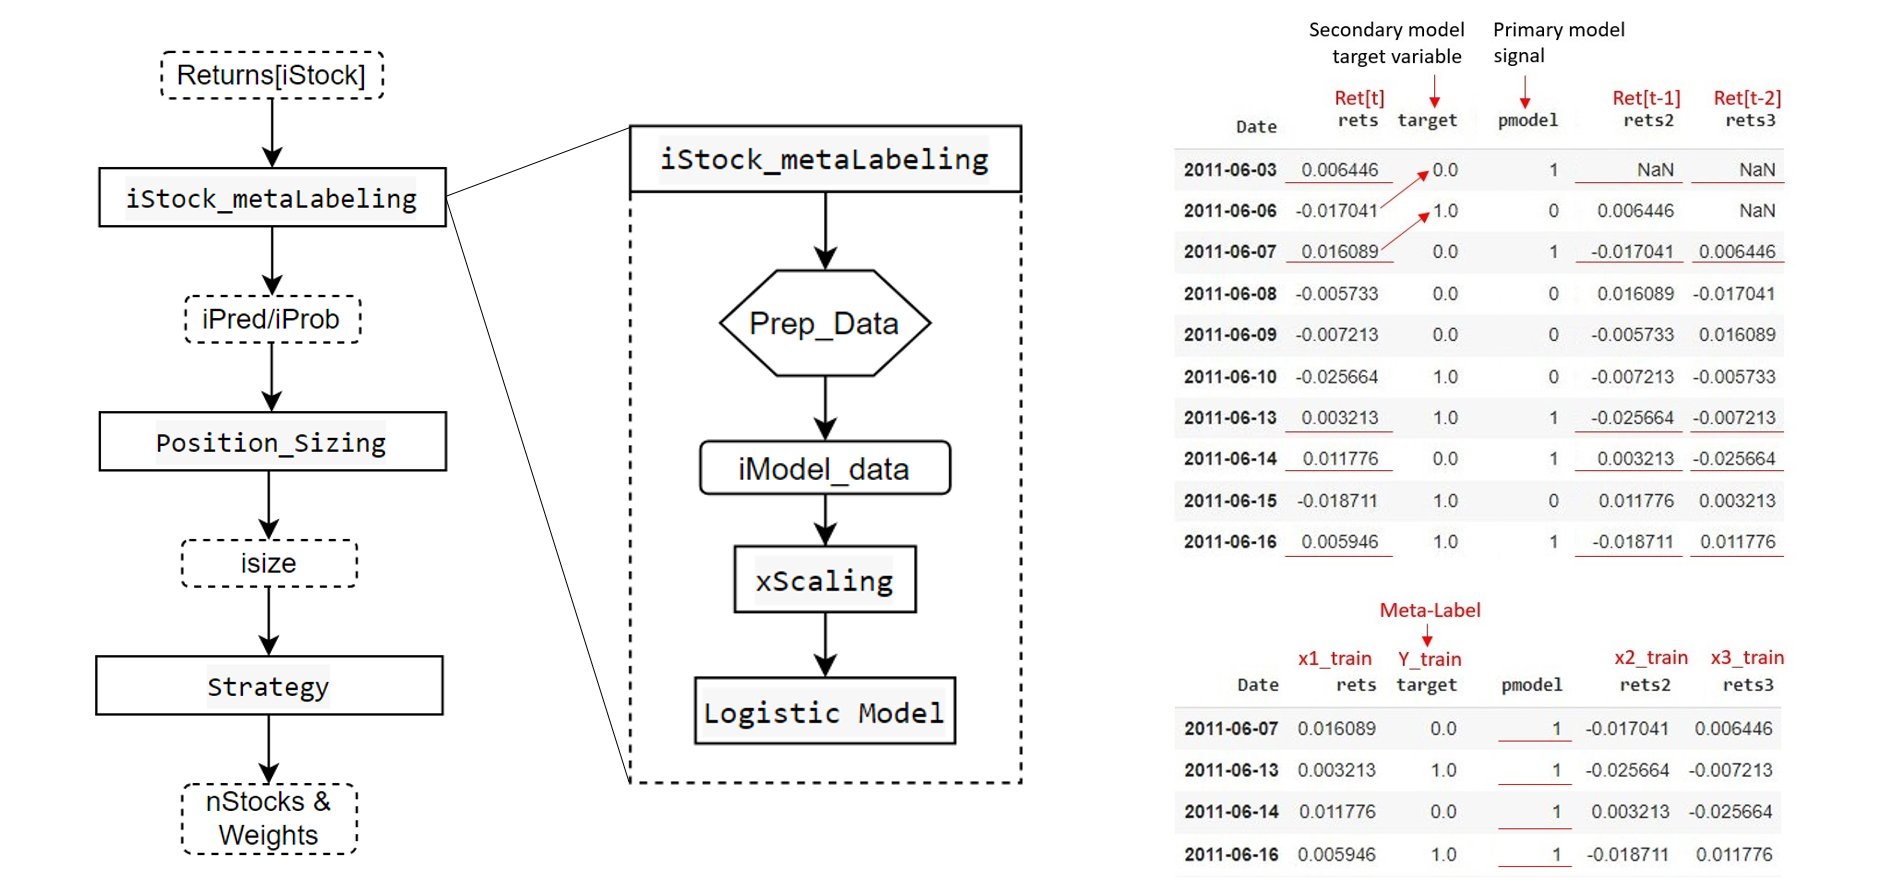 Returns[iStock]
iStock_metaLabeling
iPred/iProb
Position_Sizing
isize
Strategy
nStocks &
Weights
iStock_metaLabeling
Prep_Data
iModel_data
xScaling
Logistic Model
Secondary model
target variable
Primary model
signal
Ret[t] Ret[t-1] Ret[t-2]
Date rets target pmodel rets2 rets3
2011-06-03 0.006446 0.0 1 NaN NaN
2011-06-06 -0.017041 1.0 0 0.006446 NaN
2011-06-07 0.016089 0.0 1 -0.017041 0.006446
2011-06-08 -0.005733 0.0 0 0.016089 -0.017041
2011-06-09 -0.007213 0.0 0 -0.005733 0.016089
2011-06-10 -0.025664 1.0 0 -0.007213 -0.005733
2011-06-13 0.003213 1.0 1 -0.025664 -0.007213
2011-06-14 0.011776 0.0 1 0.003213 -0.025664
2011-06-15 -0.018711 1.0 0 0.011776 0.003213
2011-06-16 0.005946 1.0 1 -0.018711 0.011776
Meta-Label
x1_train Y_train x2_train x3_train
Date rets target pmodel rets2 rets3
2011-06-07 0.016089 0.0 1 -0.017041 0.006446
2011-06-13 0.003213 1.0 1 -0.025664 -0.007213
2011-06-14 0.011776 0.0 1 0.003213 -0.025664
2011-06-16 0.005946 1.0 1 -0.018711 0.011776